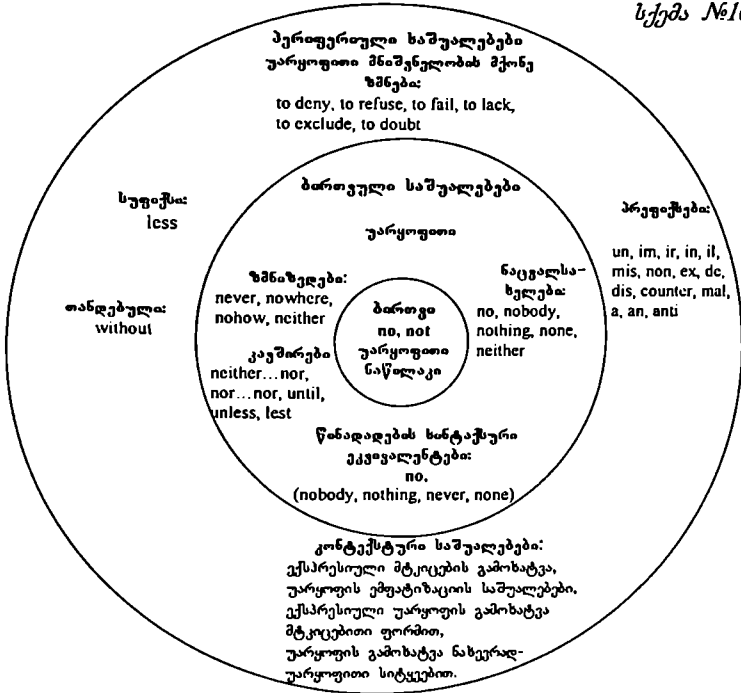 სქემა №1
პერიფერიული საშუალებები
უარყოფითი მნიშვნელობის მქონე
ზმნები:
to deny, to refuse, to fail, to lack,
to exclude, to doubt
სუფიქსი:
less
თანდებული:
without
პრეფიქსები:
un, im, ir, in, il,
mis, non, ex, de,
dis, counter, mal,
a, an, anti
ბირთვული საშუალებები
უარყოფითი
ზმნიზედები:
never, nowhere,
nohow, neither
კავშირები
neither...nor,
nor...nor, until,
unless, lest
ნაცვალსა-
ხელები:
no, nobody,
nothing, none,
neither
ბირთვი
no, not
უარყოფითი
ნაწილაკი
წინადადების სინტაქსური
ეკვივალენტები:
no.
(nobody, nothing, never, none)
კონტექსტური საშუალებები:
ექსპრესიული მტკიცების გამოხატვა,
უარყოფის ემფატიზაციის საშუალებები,
ექსპრესიული უარყოფის გამოხატვა
მტკიცებითი ფორმით,
უარყოფის გამოხატვა ნახევრად-
უარყოფითი სიტყვებით.